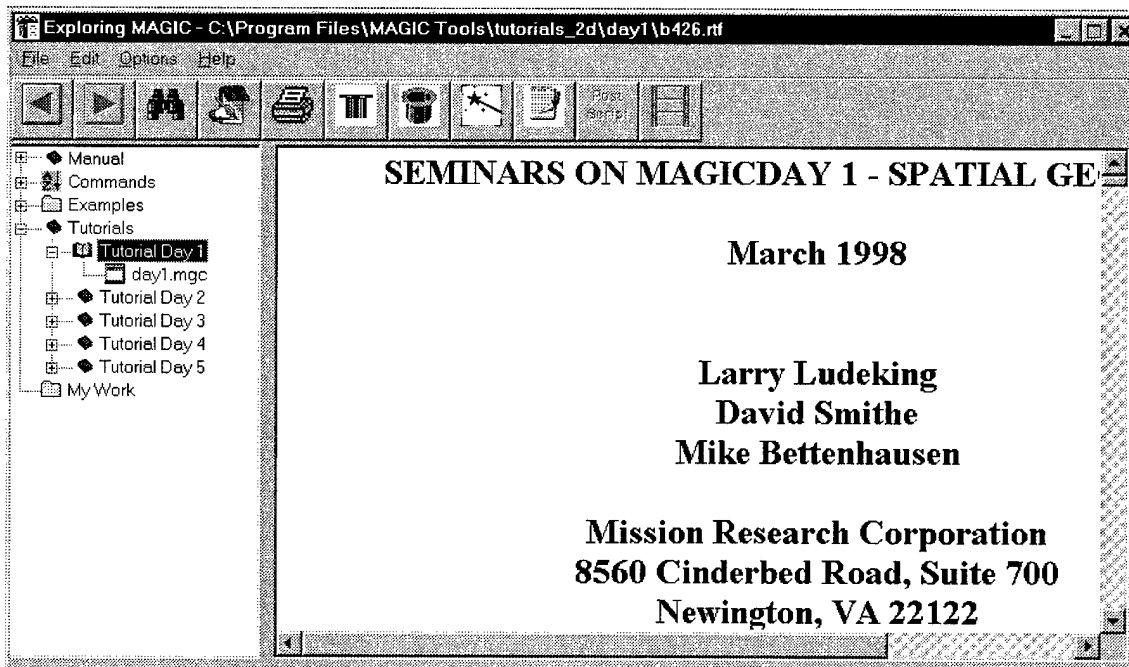 Exploring MAGIC - C:\Program Files\MAGIC Tools\tutorials_2d\day1\b426.rtf
File Edit Options Help
Post Script
Manual
Commands
Examples
Tutorials
Tutorial Day 1
day1.mgc
Tutorial Day 2
Tutorial Day 3
Tutorial Day 4
Tutorial Day 5
My Work
SEMINARS ON MAGICDAY 1 - SPATIAL GE
March 1998
Larry Ludeking
David Smithe
Mike Bettenhausen
Mission Research Corporation
8560 Cinderbed Road, Suite 700
Newington, VA 22122